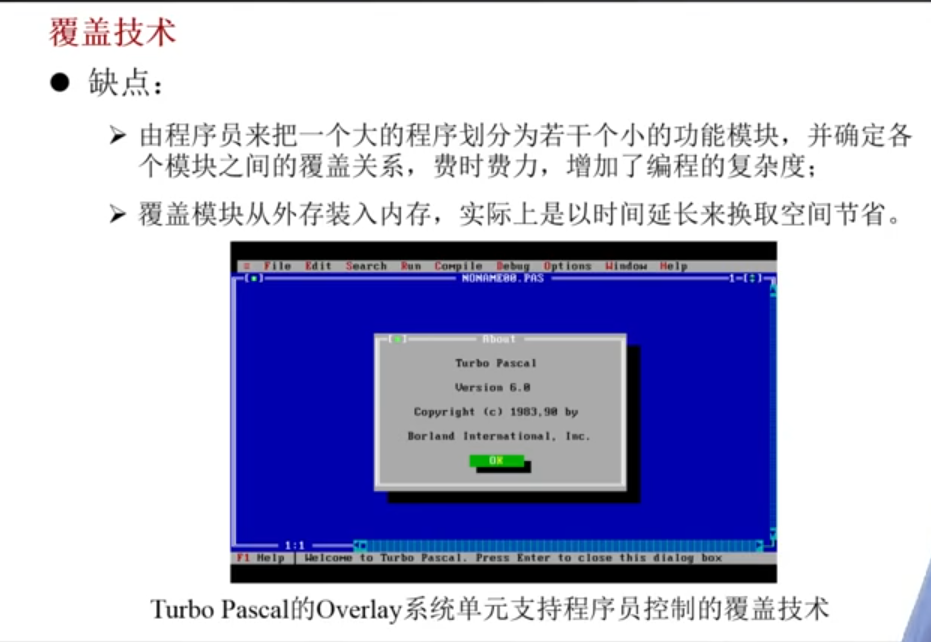 覆盖技术
● 缺点：
➢ 由程序员来把一个大的程序划分为若干个小的功能模块，并确定各
个模块之间的覆盖关系，费时费力，增加了编程的复杂度；
➢ 覆盖模块从外存装入内存，实际上是以时间延长来换取空间节省。
≡ File Edit Search Run Compile Debug Options Window Help
[■] NONAME00.PAS 1=[↕]
[■] About
Turbo Pascal
Version 6.0
Copyright (c) 1983,90 by
Borland International, Inc.
OK
1:1
F1 Help | Welcome to Turbo Pascal. Press Enter to close this dialog box
Turbo Pascal的Overlay系统单元支持程序员控制的覆盖技术